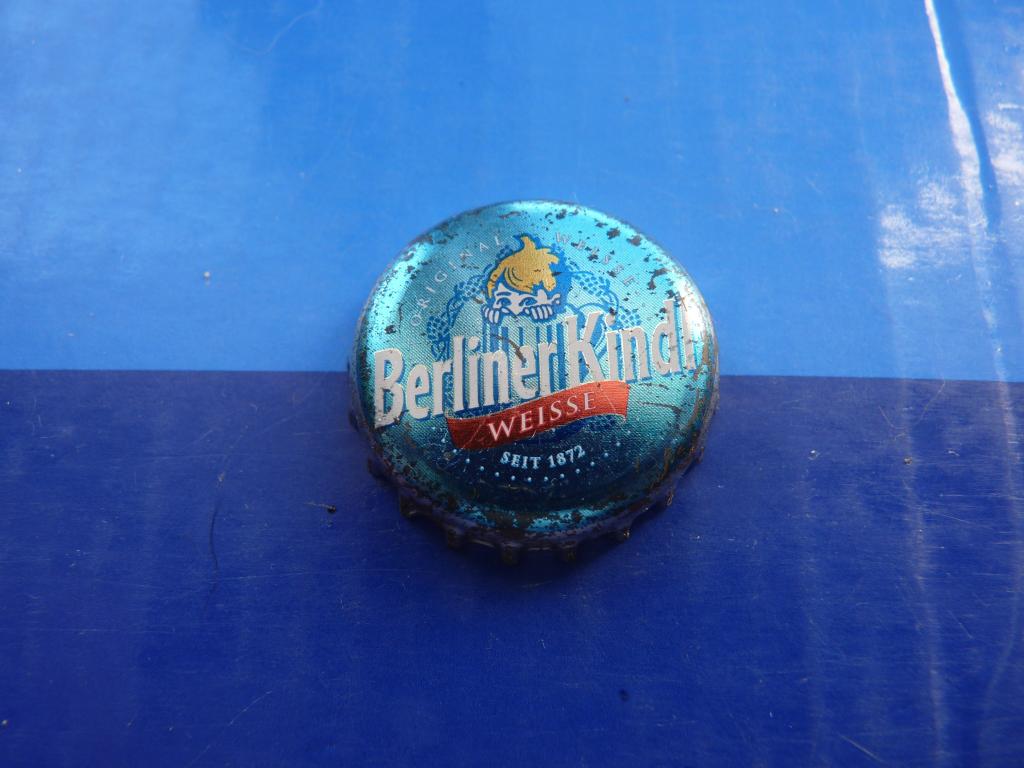 ORIGINAL WEISSE
Berliner Kindl
WEISSE
SEIT 1872